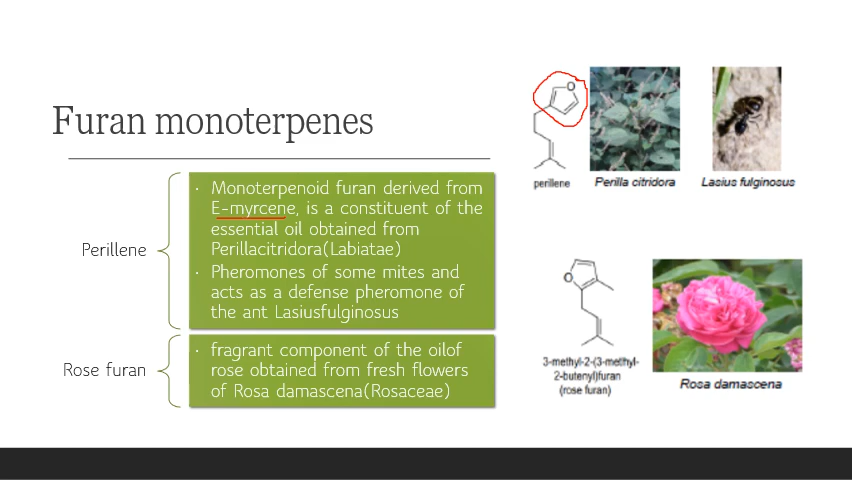 Furan monoterpenes
Perillene
· Monoterpenoid furan derived from
E-myrcene, is a constituent of the
essential oil obtained from
Perillacitridora(Labiatae)
· Pheromones of some mites and
acts as a defense pheromone of
the ant Lasiusfulginosus
Rose furan
· fragrant component of the oilof
rose obtained from fresh flowers
of Rosa damascena(Rosaceae)
O
perillene
Perilla citridora
Lasius fulginosus
O
3-methyl-2-(3-methyl-
2-butenyl)furan
(rose furan)
Rosa damascena